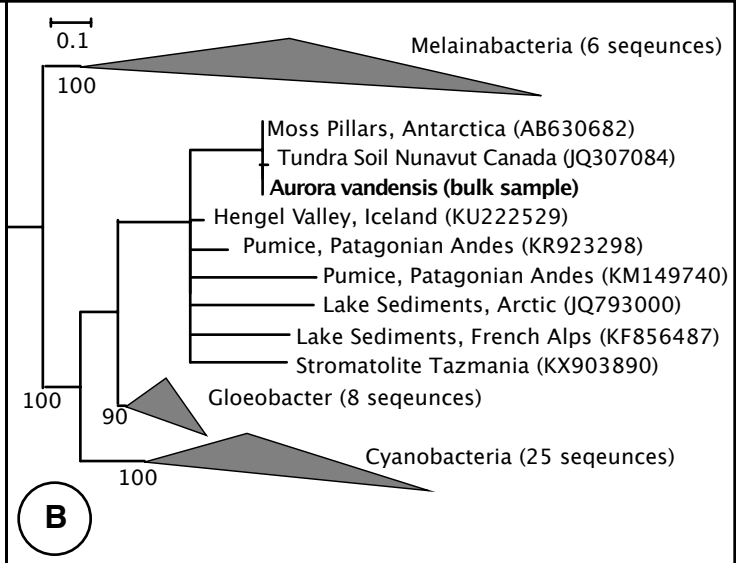 0.1
Melainabacteria (6 seqeunces)
100
Moss Pillars, Antarctica (AB630682)
Tundra Soil Nunavut Canada (JQ307084)
Aurora vandensis (bulk sample)
Hengel Valley, Iceland (KU222529)
Pumice, Patagonian Andes (KR923298)
Pumice, Patagonian Andes (KM149740)
Lake Sediments, Arctic (JQ793000)
Lake Sediments, French Alps (KF856487)
Stromatolite Tazmania (KX903890)
100
90
Gloeobacter (8 seqeunces)
Cyanobacteria (25 seqeunces)
100
B